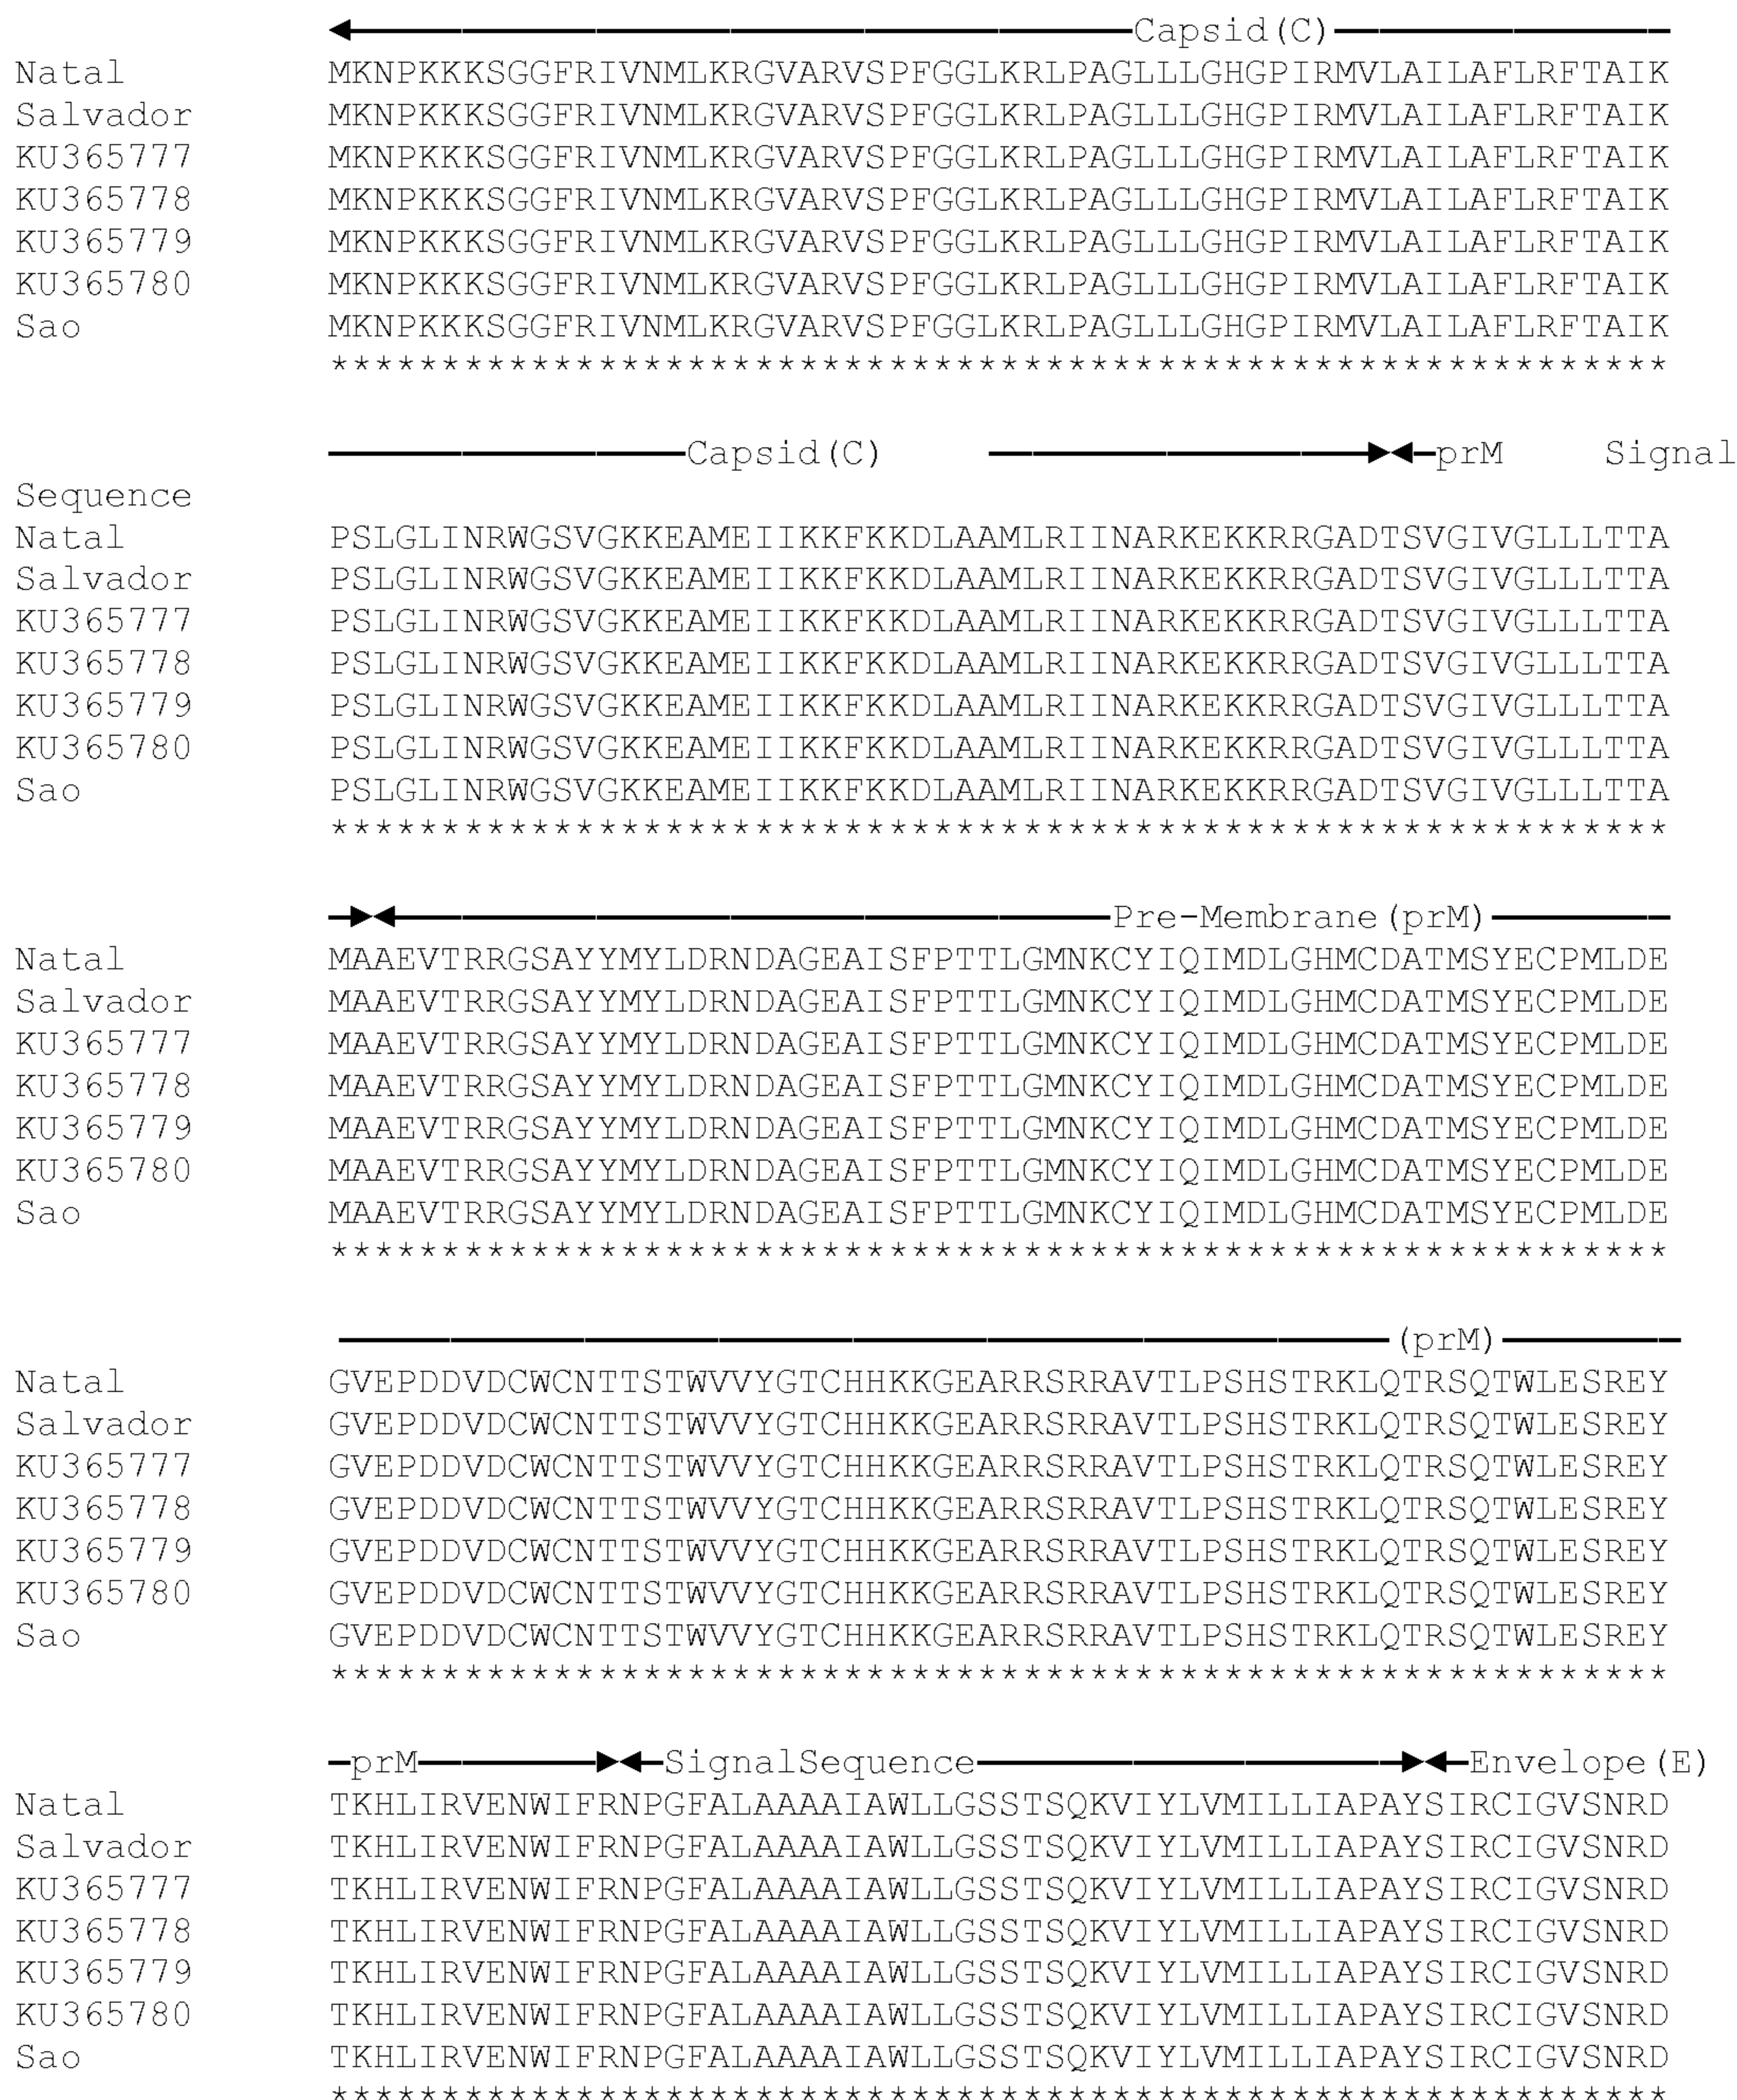 Capsid(C)
Natal MKNPKKKSGGFRIVNMLKRGVARVSPFGGLKRLPAGLLLGHGPIRMVLAILAFLRFTAIK
Salvador MKNPKKKSGGFRIVNMLKRGVARVSPFGGLKRLPAGLLLGHGPIRMVLAILAFLRFTAIK
KU365777 MKNPKKKSGGFRIVNMLKRGVARVSPFGGLKRLPAGLLLGHGPIRMVLAILAFLRFTAIK
KU365778 MKNPKKKSGGFRIVNMLKRGVARVSPFGGLKRLPAGLLLGHGPIRMVLAILAFLRFTAIK
KU365779 MKNPKKKSGGFRIVNMLKRGVARVSPFGGLKRLPAGLLLGHGPIRMVLAILAFLRFTAIK
KU365780 MKNPKKKSGGFRIVNMLKRGVARVSPFGGLKRLPAGLLLGHGPIRMVLAILAFLRFTAIK
Sao MKNPKKKSGGFRIVNMLKRGVARVSPFGGLKRLPAGLLLGHGPIRMVLAILAFLRFTAIK
************************************************************
Capsid(C) prM Signal
Sequence
Natal PSLGLINRWGSVGKKEAMEIIKKFKKDLAAMLRIINARKEKKRRGADTSVGIVGLLLTTA
Salvador PSLGLINRWGSVGKKEAMEIIKKFKKDLAAMLRIINARKEKKRRGADTSVGIVGLLLTTA
KU365777 PSLGLINRWGSVGKKEAMEIIKKFKKDLAAMLRIINARKEKKRRGADTSVGIVGLLLTTA
KU365778 PSLGLINRWGSVGKKEAMEIIKKFKKDLAAMLRIINARKEKKRRGADTSVGIVGLLLTTA
KU365779 PSLGLINRWGSVGKKEAMEIIKKFKKDLAAMLRIINARKEKKRRGADTSVGIVGLLLTTA
KU365780 PSLGLINRWGSVGKKEAMEIIKKFKKDLAAMLRIINARKEKKRRGADTSVGIVGLLLTTA
Sao PSLGLINRWGSVGKKEAMEIIKKFKKDLAAMLRIINARKEKKRRGADTSVGIVGLLLTTA
************************************************************
Pre-Membrane(prM)
Natal MAAEVTRRGSAYYMYLDRNDAGEAISFPTTLGMNKCYIQIMDLGHMCDATMSYECPMLDE
Salvador MAAEVTRRGSAYYMYLDRNDAGEAISFPTTLGMNKCYIQIMDLGHMCDATMSYECPMLDE
KU365777 MAAEVTRRGSAYYMYLDRNDAGEAISFPTTLGMNKCYIQIMDLGHMCDATMSYECPMLDE
KU365778 MAAEVTRRGSAYYMYLDRNDAGEAISFPTTLGMNKCYIQIMDLGHMCDATMSYECPMLDE
KU365779 MAAEVTRRGSAYYMYLDRNDAGEAISFPTTLGMNKCYIQIMDLGHMCDATMSYECPMLDE
KU365780 MAAEVTRRGSAYYMYLDRNDAGEAISFPTTLGMNKCYIQIMDLGHMCDATMSYECPMLDE
Sao MAAEVTRRGSAYYMYLDRNDAGEAISFPTTLGMNKCYIQIMDLGHMCDATMSYECPMLDE
************************************************************
(prM)
Natal GVEPDDVDCWCNTTSTWVVYGTCHHKKGEARRSRRAVTLPSHSTRKLQTRSQTWLESREY
Salvador GVEPDDVDCWCNTTSTWVVYGTCHHKKGEARRSRRAVTLPSHSTRKLQTRSQTWLESREY
KU365777 GVEPDDVDCWCNTTSTWVVYGTCHHKKGEARRSRRAVTLPSHSTRKLQTRSQTWLESREY
KU365778 GVEPDDVDCWCNTTSTWVVYGTCHHKKGEARRSRRAVTLPSHSTRKLQTRSQTWLESREY
KU365779 GVEPDDVDCWCNTTSTWVVYGTCHHKKGEARRSRRAVTLPSHSTRKLQTRSQTWLESREY
KU365780 GVEPDDVDCWCNTTSTWVVYGTCHHKKGEARRSRRAVTLPSHSTRKLQTRSQTWLESREY
Sao GVEPDDVDCWCNTTSTWVVYGTCHHKKGEARRSRRAVTLPSHSTRKLQTRSQTWLESREY
************************************************************
prM SignalSequence Envelope(E)
Natal TKHLIRVENWIFRNPGFALAAAAIAWLLGSSTSQKVIYLVMILLIAPAYSIRCIGVSNRD
Salvador TKHLIRVENWIFRNPGFALAAAAIAWLLGSSTSQKVIYLVMILLIAPAYSIRCIGVSNRD
KU365777 TKHLIRVENWIFRNPGFALAAAAIAWLLGSSTSQKVIYLVMILLIAPAYSIRCIGVSNRD
KU365778 TKHLIRVENWIFRNPGFALAAAAIAWLLGSSTSQKVIYLVMILLIAPAYSIRCIGVSNRD
KU365779 TKHLIRVENWIFRNPGFALAAAAIAWLLGSSTSQKVIYLVMILLIAPAYSIRCIGVSNRD
KU365780 TKHLIRVENWIFRNPGFALAAAAIAWLLGSSTSQKVIYLVMILLIAPAYSIRCIGVSNRD
Sao TKHLIRVENWIFRNPGFALAAAAIAWLLGSSTSQKVIYLVMILLIAPAYSIRCIGVSNRD
************************************************************